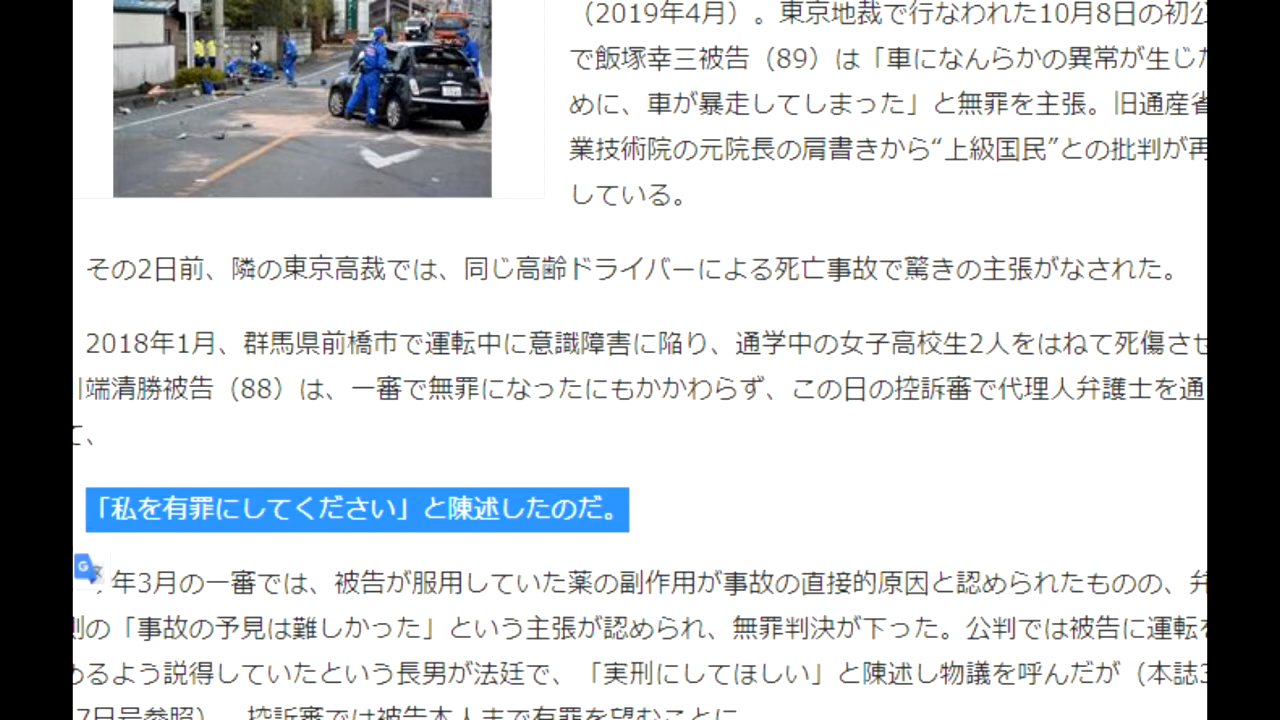 （2019年4月）。東京地裁で行なわれた10月8日の初公
で飯塚幸三被告（89）は「車になんらかの異常が生じた
めに、車が暴走してしまった」と無罪を主張。旧通産省
業技術院の元院長の肩書きから“上級国民”との批判が再
している。
その2日前、隣の東京高裁では、同じ高齢ドライバーによる死亡事故で驚きの主張がなされた。
2018年1月、群馬県前橋市で運転中に意識障害に陥り、通学中の女子高校生2人をはねて死傷させ
川端清勝被告（88）は、一審で無罪になったにもかかわらず、この日の控訴審で代理人弁護士を通
て、
「私を有罪にしてください」と陳述したのだ。
年3月の一審では、被告が服用していた薬の副作用が事故の直接的原因と認められたものの、弁
側の「事故の予見は難しかった」という主張が認められ、無罪判決が下った。公判では被告に運転を
めるよう説得していたという長男が法廷で、「実刑にしてほしい」と陳述し物議を呼んだが（本誌3
7日号参照）、控訴審では被告本人まで有罪を望むことに